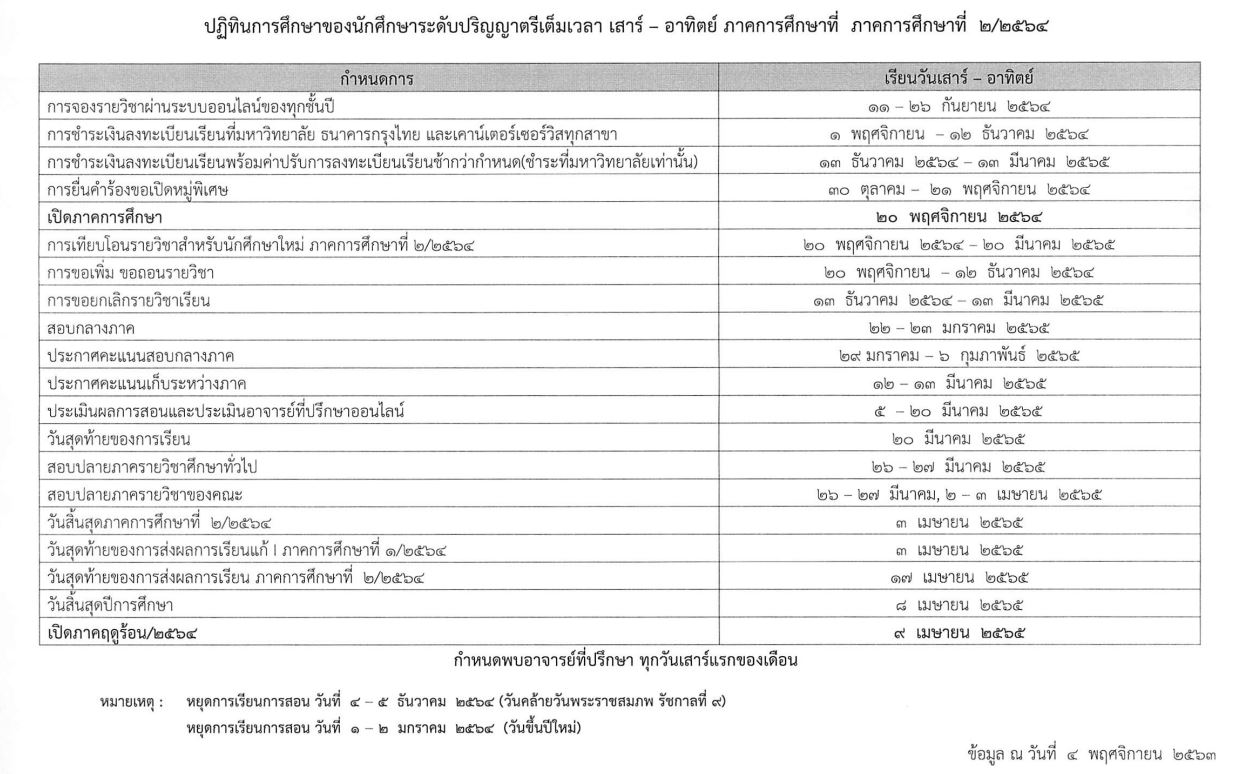 ปฏิทินการศึกษาของนักศึกษาระดับปริญญาตรีเต็มเวลา เสาร์ – อาทิตย์ ภาคการศึกษาที่ ภาคการศึกษาที่ ๒/๒๕๖๔
กำหนดการ เรียนวันเสาร์ – อาทิตย์
การจองรายวิชาผ่านระบบออนไลน์ของทุกชั้นปี ๑๑ – ๒๖ กันยายน ๒๕๖๔
การชำระเงินลงทะเบียนเรียนที่มหาวิทยาลัย ธนาคารกรุงไทย และเคาน์เตอร์เซอร์วิสทุกสาขา ๑ พฤศจิกายน – ๑๒ ธันวาคม ๒๕๖๔
การชำระเงินลงทะเบียนเรียนพร้อมค่าปรับการลงทะเบียนเรียนช้ากว่ากำหนด(ชำระที่มหาวิทยาลัยเท่านั้น) ๑๓ ธันวาคม ๒๕๖๔ – ๑๓ มีนาคม ๒๕๖๕
การยื่นคำร้องขอเปิดหมู่พิเศษ ๓๐ ตุลาคม – ๒๑ พฤศจิกายน ๒๕๖๔
เปิดภาคการศึกษา ๒๐ พฤศจิกายน ๒๕๖๔
การเทียบโอนรายวิชาสำหรับนักศึกษาใหม่ ภาคการศึกษาที่ ๒/๒๕๖๔ ๒๐ พฤศจิกายน ๒๕๖๔ – ๒๐ มีนาคม ๒๕๖๕
การขอเพิ่ม ขอถอนรายวิชา ๒๐ พฤศจิกายน – ๑๒ ธันวาคม ๒๕๖๔
การขอยกเลิกรายวิชาเรียน ๑๓ ธันวาคม ๒๕๖๔ – ๑๓ มีนาคม ๒๕๖๕
สอบกลางภาค ๒๒ – ๒๓ มกราคม ๒๕๖๕
ประกาศคะแนนสอบกลางภาค ๒๙ มกราคม – ๖ กุมภาพันธ์ ๒๕๖๕
ประกาศคะแนนเก็บระหว่างภาค ๑๒ – ๑๓ มีนาคม ๒๕๖๕
ประเมินผลการสอนและประเมินอาจารย์ที่ปรึกษาออนไลน์ ๕ – ๒๐ มีนาคม ๒๕๖๕
วันสุดท้ายของการเรียน ๒๐ มีนาคม ๒๕๖๕
สอบปลายภาครายวิชาศึกษาทั่วไป ๒๖ – ๒๗ มีนาคม ๒๕๖๕
สอบปลายภาครายวิชาของคณะ ๒๖ – ๒๗ มีนาคม, ๒ – ๓ เมษายน ๒๕๖๕
วันสิ้นสุดภาคการศึกษาที่ ๒/๒๕๖๔ ๓ เมษายน ๒๕๖๕
วันสุดท้ายของการส่งผลการเรียนแก้ I ภาคการศึกษาที่ ๑/๒๕๖๔ ๓ เมษายน ๒๕๖๕
วันสุดท้ายของการส่งผลการเรียน ภาคการศึกษาที่ ๒/๒๕๖๔ ๑๗ เมษายน ๒๕๖๕
วันสิ้นสุดปีการศึกษา ๘ เมษายน ๒๕๖๕
เปิดภาคฤดูร้อน/๒๕๖๔ ๙ เมษายน ๒๕๖๕
กำหนดพบอาจารย์ที่ปรึกษา ทุกวันเสาร์แรกของเดือน
หมายเหตุ : หยุดการเรียนการสอน วันที่ ๔ – ๕ ธันวาคม ๒๕๖๔ (วันคล้ายวันพระราชสมภพ รัชกาลที่ ๙)
หยุดการเรียนการสอน วันที่ ๑ – ๒ มกราคม ๒๕๖๔ (วันขึ้นปีใหม่)
ข้อมูล ณ วันที่ ๔ พฤศจิกายน ๒๕๖๓